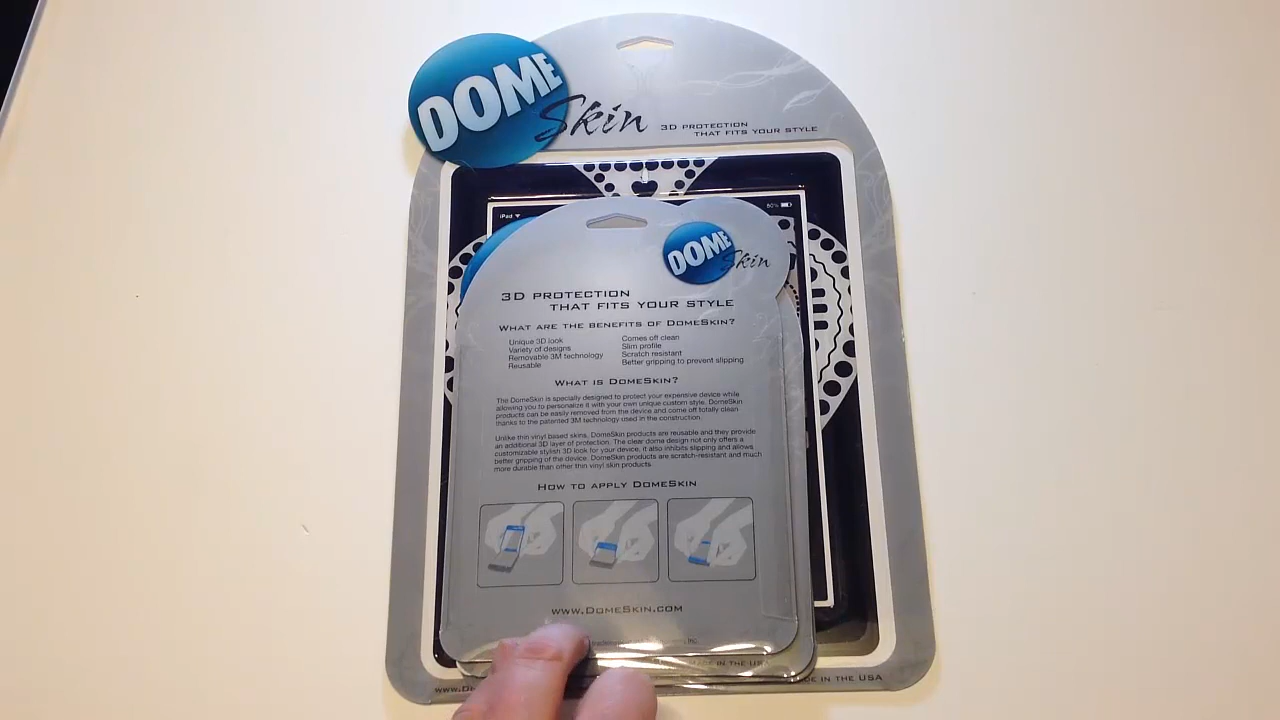 DOME
Skin
3D PROTECTION
THAT FITS YOUR STYLE
iPad
80%
DOME
Skin
3D PROTECTION
THAT FITS YOUR STYLE
WHAT ARE THE BENEFITS OF DOMESKIN?
Unique 3D look
Variety of designs
Removable 3M technology
Reusable
Comes off clean
Slim profile
Scratch resistant
Better gripping to prevent slipping
WHAT IS DOMESKIN?
The DomeSkin is specially designed to protect your expensive device while
allowing you to personalize it with your own unique custom style. DomeSkin
products can be easily removed from the device and come off totally clean
thanks to the patented 3M technology used in the construction.
Unlike thin vinyl based skins, DomeSkin products are reusable and they provide
an additional 3D layer of protection. The clear dome design not only offers a
customizable stylish 3D look for your device, it also inhibits slipping and allows
better gripping of the device. DomeSkin products are scratch-resistant and much
more durable than other thin vinyl skin products.
HOW TO APPLY DOMESKIN
WWW.DOMESKIN.COM
Inc.
MADE IN THE USA
IN THE USA